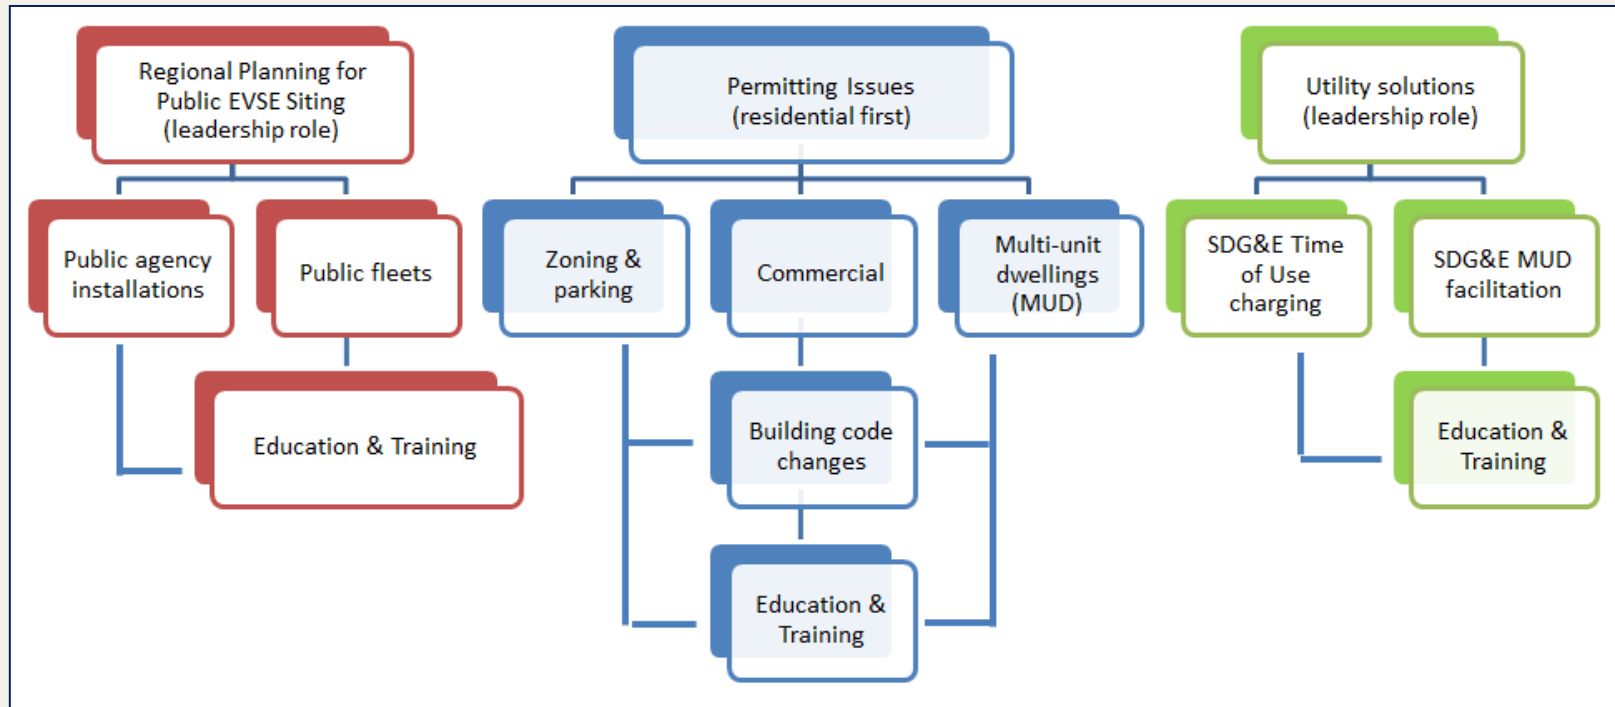 Regional Planning for
Public EVSE Siting
(leadership role)
Permitting Issues
(residential first)
Utility solutions
(leadership role)
Public agency
installations
Public fleets
Zoning &
parking
Commercial
Multi-unit
dwellings
(MUD)
SDG&E Time
of Use
charging
SDG&E MUD
facilitation
Education & Training
Building code
changes
Education &
Training
Education &
Training